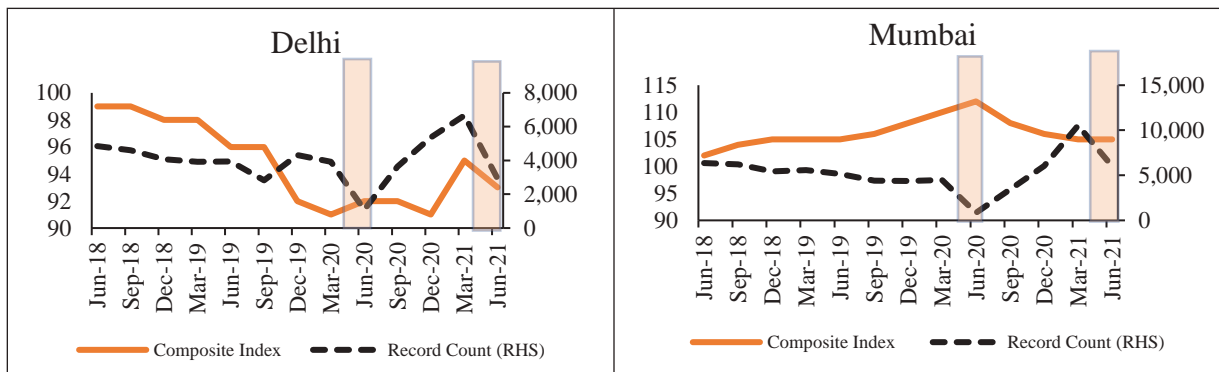 Delhi
100
98
96
94
92
90
8,000
6,000
4,000
2,000
0
Jun-18
Sep-18
Dec-18
Mar-19
Jun-19
Sep-19
Dec-19
Mar-20
Jun-20
Sep-20
Dec-20
Mar-21
Jun-21
Composite Index
Record Count (RHS)
Mumbai
115
110
105
100
95
90
15,000
10,000
5,000
0
Jun-18
Sep-18
Dec-18
Mar-19
Jun-19
Sep-19
Dec-19
Mar-20
Jun-20
Sep-20
Dec-20
Mar-21
Jun-21
Composite Index
Record Count (RHS)